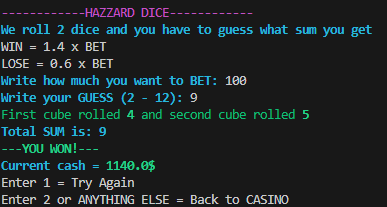 ------------HAZZARD DICE------------
We roll 2 dice and you have to guess what sum you get
WIN = 1.4 x BET
LOSE = 0.6 x BET
Write how much you want to BET: 100
Write your GUESS (2 - 12): 9
First cube rolled 4 and second cube rolled 5
Total SUM is: 9
---YOU WON!---
Current cash = 1140.0$
Enter 1 = Try Again
Enter 2 or ANYTHING ELSE = Back to CASINO